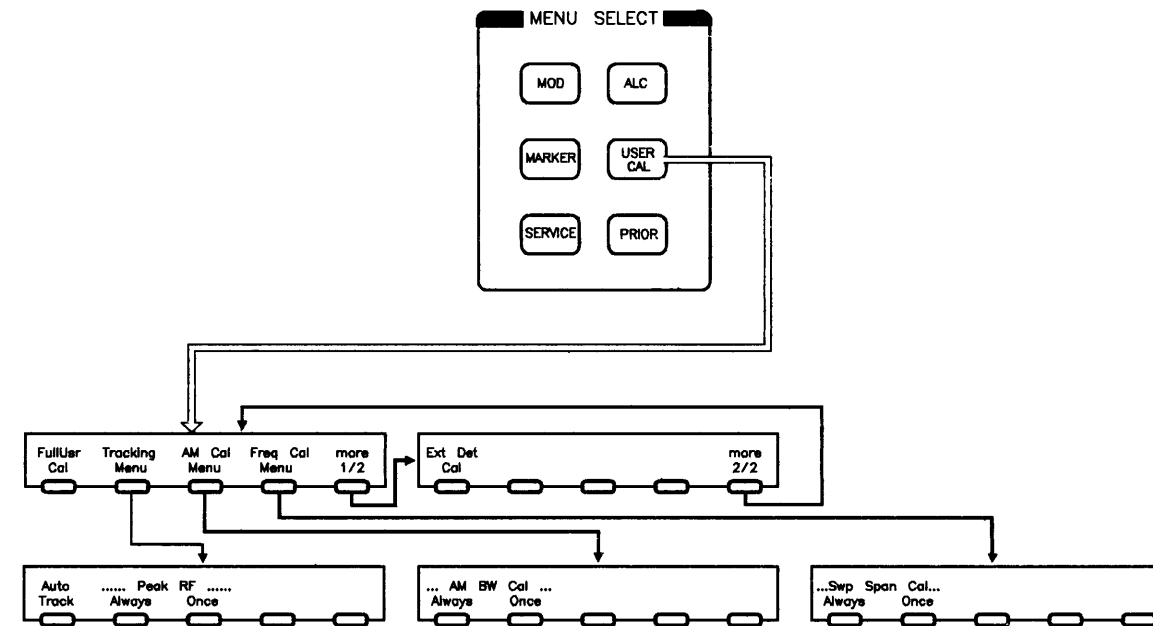 MENU SELECT
MOD ALC
MARKER USER CAL
SERVICE PRIOR
FullUsr Tracking AM Cal Freq Cal more
Cal Menu Menu Menu 1/2
Ext Det more
Cal 2/2
Auto ...... Peak RF ......
Track Always Once
... AM BW Cal ...
Always Once
...Swp Span Cal...
Always Once